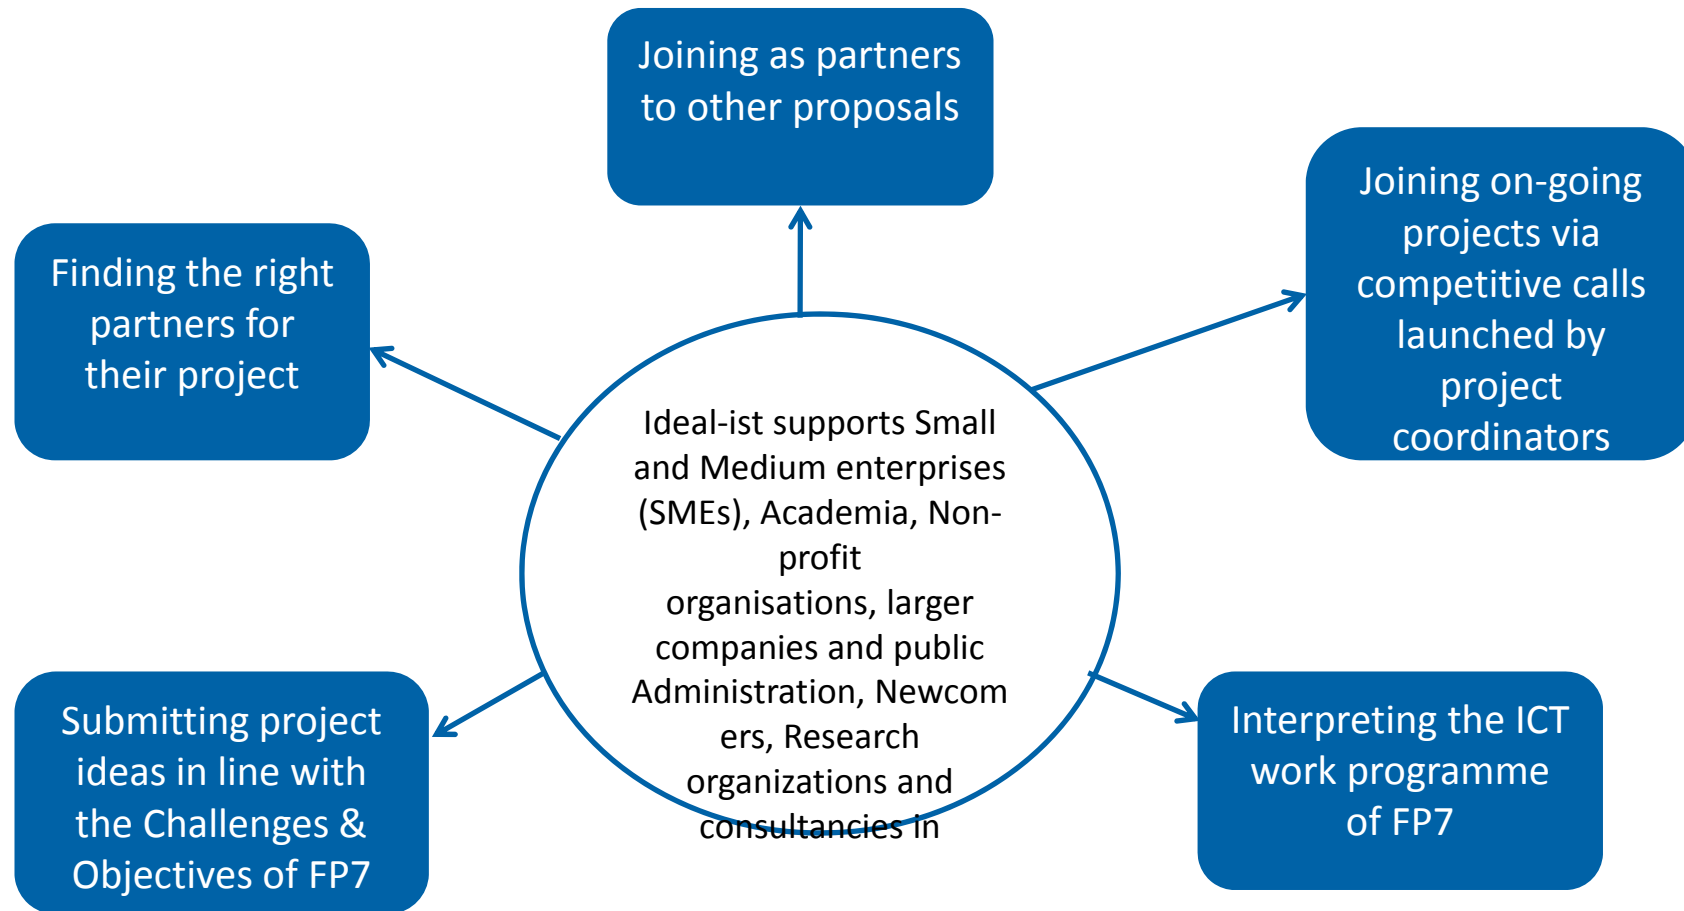 Joining as partners
to other proposals
Joining on-going
projects via
competitive calls
launched by
project
coordinators
Finding the right
partners for
their project
Ideal-ist supports Small
and Medium enterprises
(SMEs), Academia, Non-
profit
organisations, larger
companies and public
Administration, Newcom
ers, Research
organizations and
consultancies in
Submitting project
ideas in line with
the Challenges &
Objectives of FP7
Interpreting the ICT
work programme
of FP7